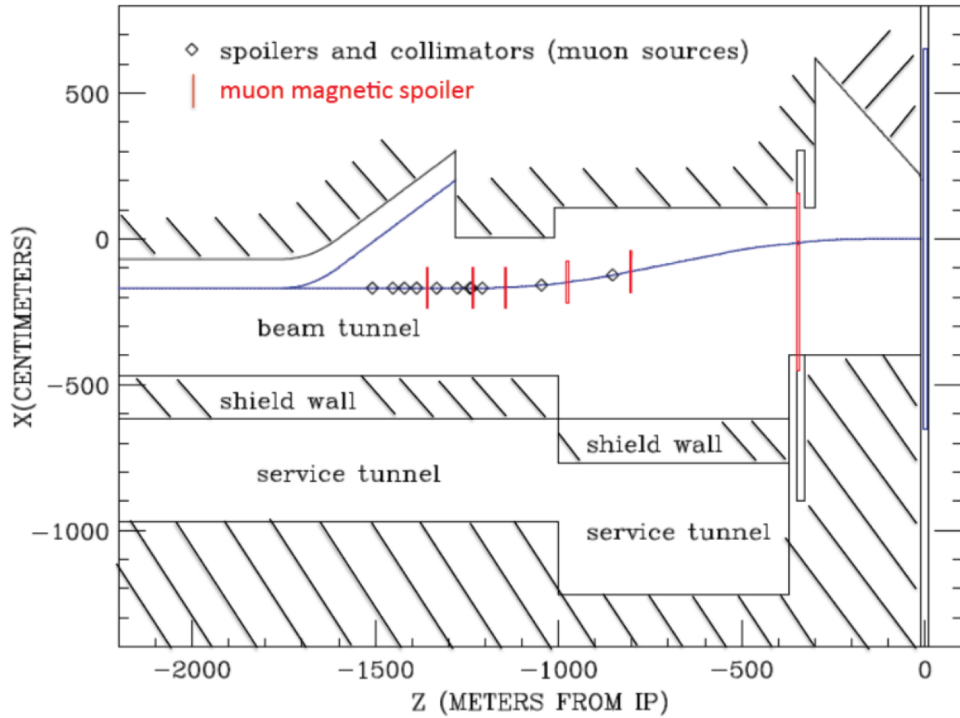 spoilers and collimators (muon sources)
muon magnetic spoiler
500
0
−500
−1000
X(CENTIMETERS)
beam tunnel
shield wall
shield wall
service tunnel
service tunnel
−2000
−1500
−1000
−500
0
Z (METERS FROM IP)